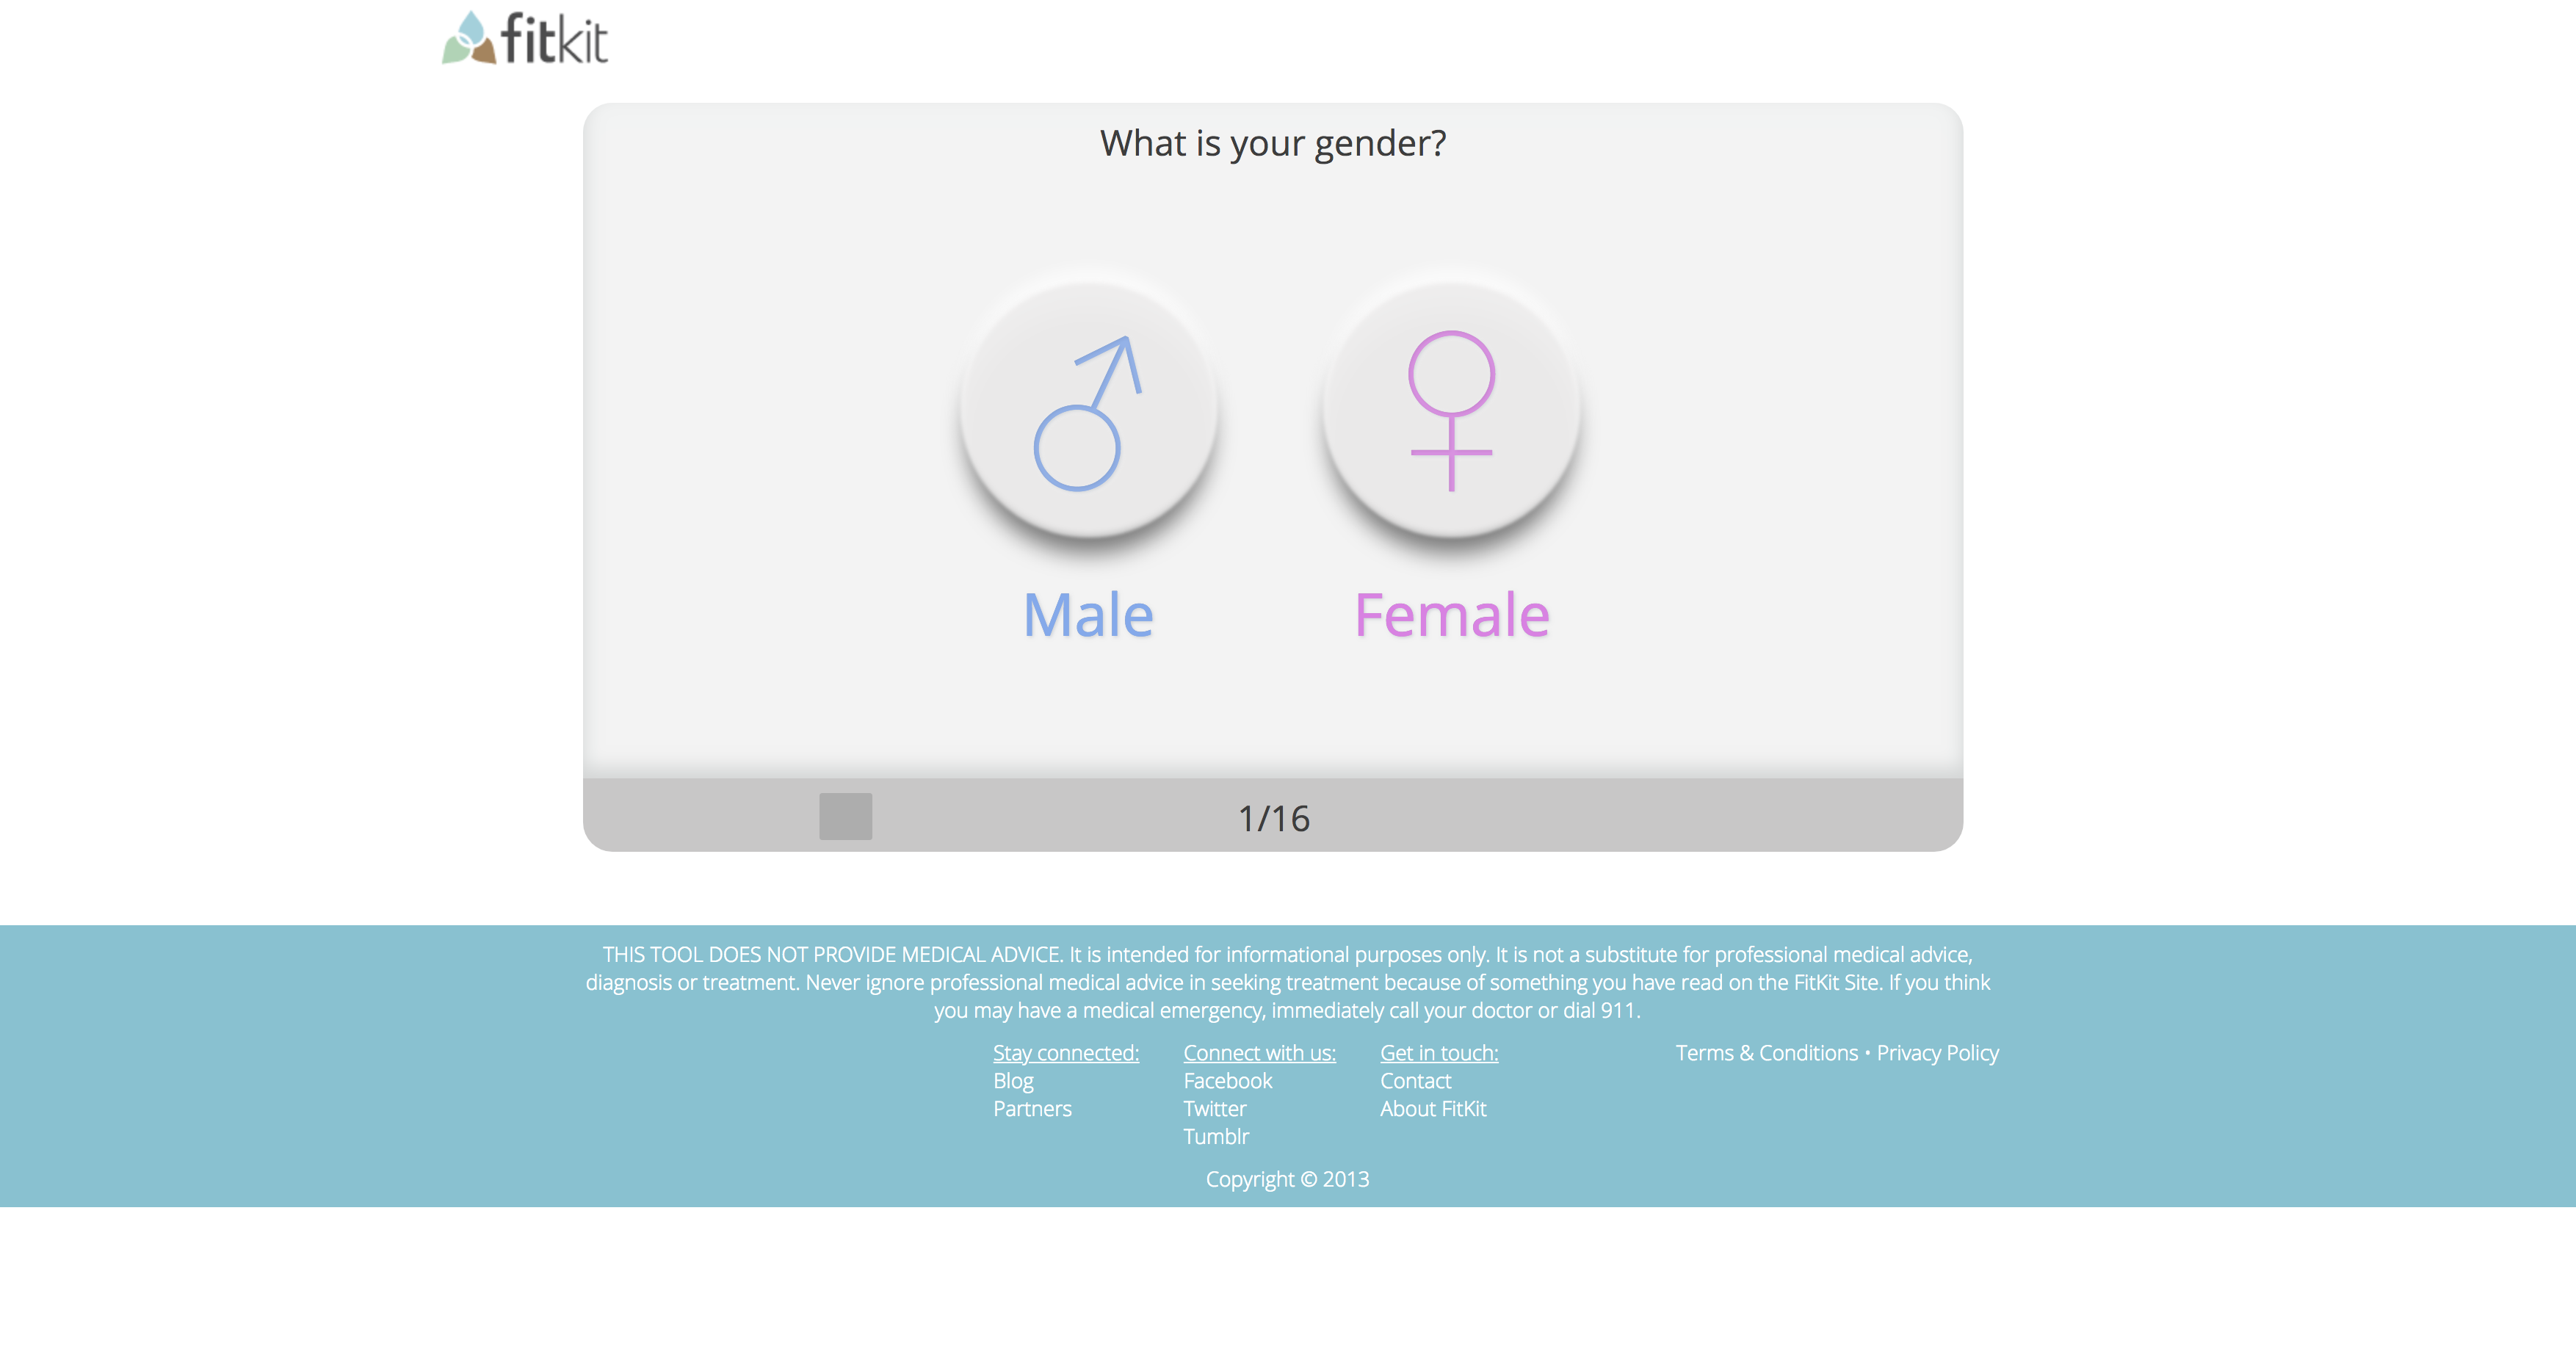 fitkit
What is your gender?
Male
Female
1/16
THIS TOOL DOES NOT PROVIDE MEDICAL ADVICE. It is intended for informational purposes only. It is not a substitute for professional medical advice,
diagnosis or treatment. Never ignore professional medical advice in seeking treatment because of something you have read on the FitKit Site. If you think
you may have a medical emergency, immediately call your doctor or dial 911.
Stay connected:
Blog
Partners
Connect with us:
Facebook
Twitter
Tumblr
Get in touch:
Contact
About FitKit
Terms & Conditions • Privacy Policy
Copyright © 2013